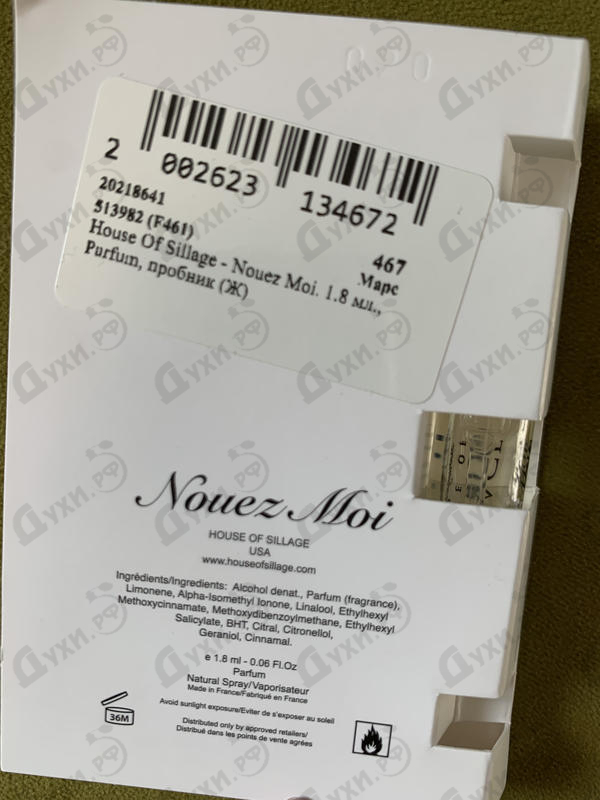 2 002623 134672
20218641
513982 (F461)
467
Марс
House Of Sillage - Nouez Moi. 1.8 мл.,
Parfum, пробник (Ж)
Nouez Moi
HOUSE OF SILLAGE
USA
www.houseofsillage.com
Ingrédients/Ingredients: Alcohol denat., Parfum (fragrance),
Limonene, Alpha-Isomethyl Ionone, Linalool, Ethylhexyl
Methoxycinnamate, Methoxydibenzoylmethane, Ethylhexyl
Salicylate, BHT, Citral, Citronellol,
Geraniol, Cinnamal.
e 1.8 ml - 0.06 Fl.Oz
Parfum
Natural Spray/Vaporisateur
Made in France/Fabriqué en France
Avoid sunlight exposure/Eviter de s'exposer au soleil
Distributed only by approved retailers/
Distribué dans les points de vente agréés
36M
Духи.рф